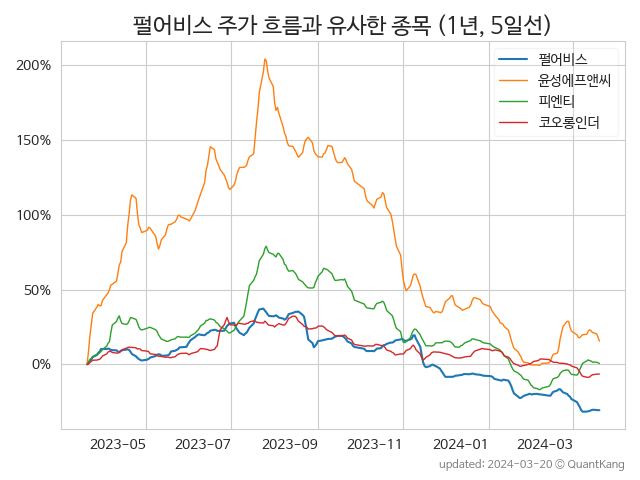 펄어비스 주가 흐름과 유사한 종목 (1년, 5일선)
펄어비스
윤성에프앤씨
피엔티
코오롱인더
200%
150%
100%
50%
0%
2023-05 2023-07 2023-09 2023-11 2024-01 2024-03
updated: 2024-03-20 © QuantKang